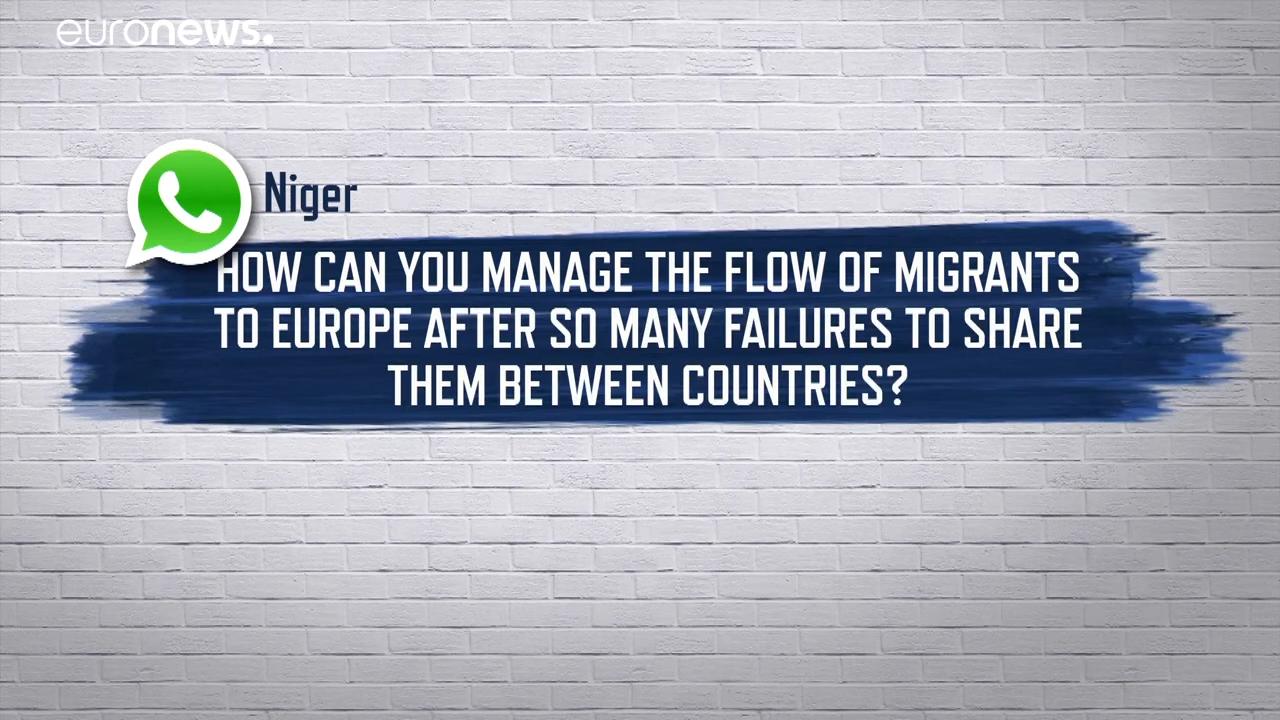 euronews.
Niger
HOW CAN YOU MANAGE THE FLOW OF MIGRANTS
TO EUROPE AFTER SO MANY FAILURES TO SHARE
THEM BETWEEN COUNTRIES?